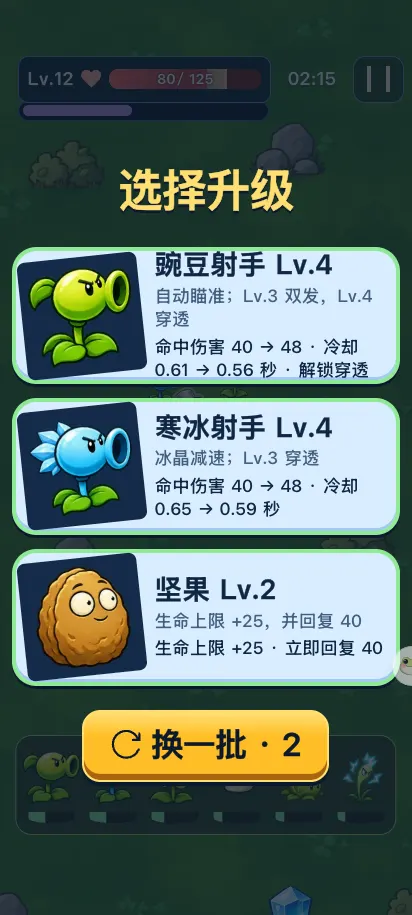 Lv.12
80/ 125
02:15
选择升级
豌豆射手 Lv.4
自动瞄准；Lv.3 双发，Lv.4
穿透
命中伤害 40 → 48 · 冷却
0.61 → 0.56 秒 · 解锁穿透
寒冰射手 Lv.4
冰晶减速；Lv.3 穿透
命中伤害 40 → 48 · 冷却
0.65 → 0.59 秒
坚果 Lv.2
生命上限 +25，并回复 40
生命上限 +25 · 立即回复 40
换一批 · 2